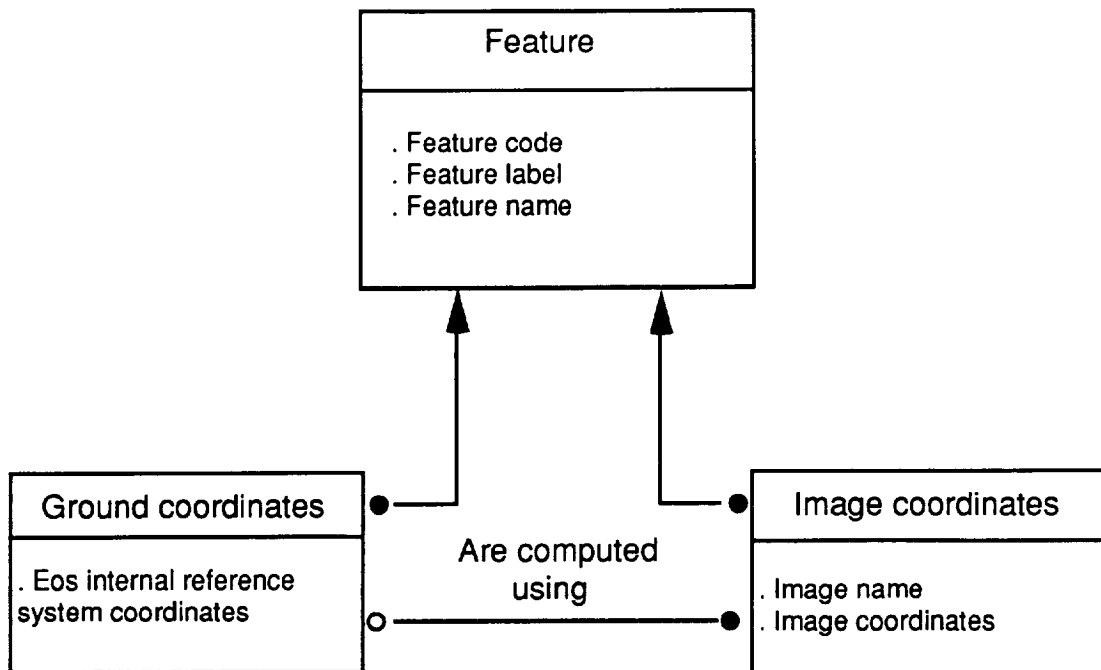 Feature
. Feature code
. Feature label
. Feature name
Ground coordinates
. Eos internal reference
system coordinates
Are computed
using
Image coordinates
. Image name
. Image coordinates